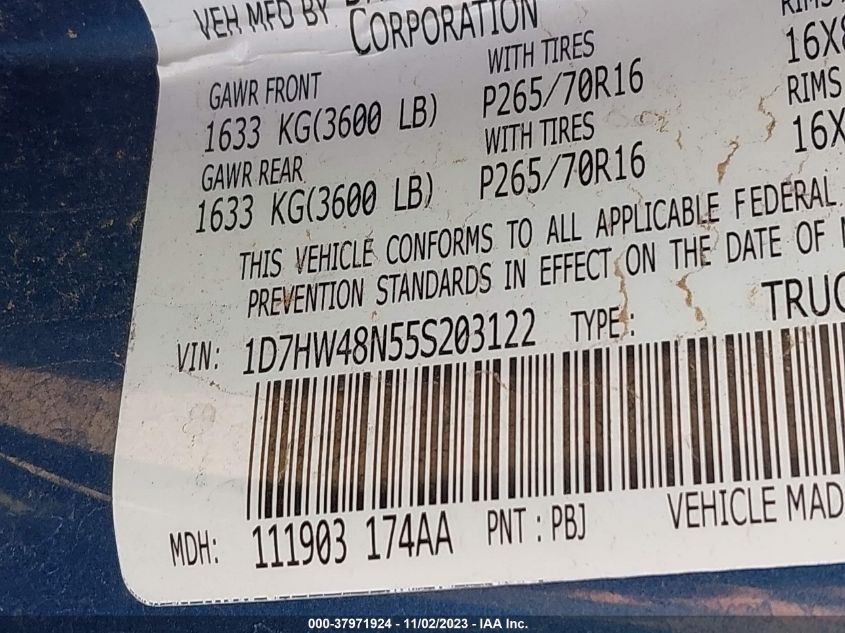 VEH MFD BY
CORPORATION
GAWR FRONT WITH TIRES RIMS
1633 KG(3600 LB) P265/70R16 16X8
GAWR REAR WITH TIRES RIMS
1633 KG(3600 LB) P265/70R16 16X
THIS VEHICLE CONFORMS TO ALL APPLICABLE FEDERAL
PREVENTION STANDARDS IN EFFECT ON THE DATE OF
VIN: 1D7HW48N55S203122 TYPE: TRUC
MDH: 111903 174AA PNT : PBJ VEHICLE MAD
000-37971924 - 11/02/2023 - IAA Inc.